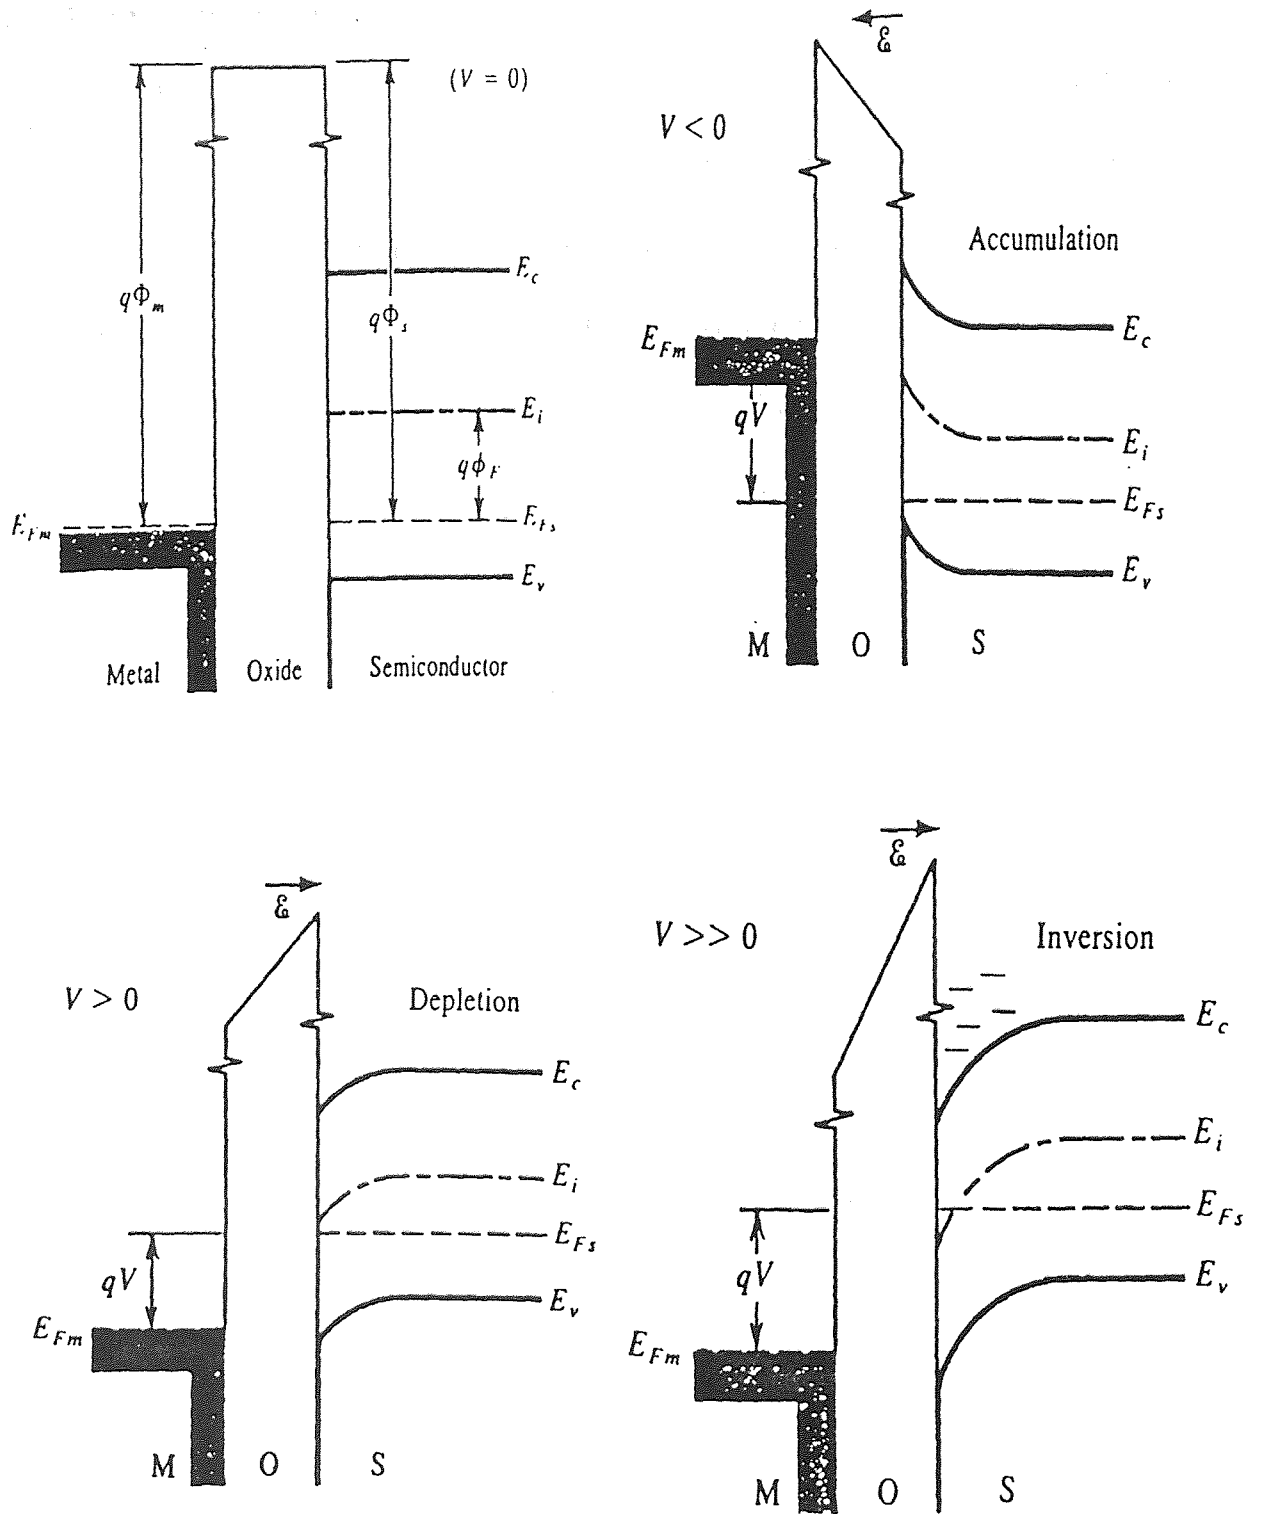 (V = 0)
qΦm
qΦs
Ec
Ei
qϕF
EFm
EFs
Ev
Metal
Oxide
Semiconductor
ℰ
V < 0
Accumulation
EFm
Ec
qV
Ei
EFs
Ev
M O S
ℰ
V > 0
Depletion
Ec
Ei
EFs
qV
Ev
EFm
M O S
ℰ
V >> 0
Inversion
Ec
Ei
EFs
qV
Ev
EFm
M O S